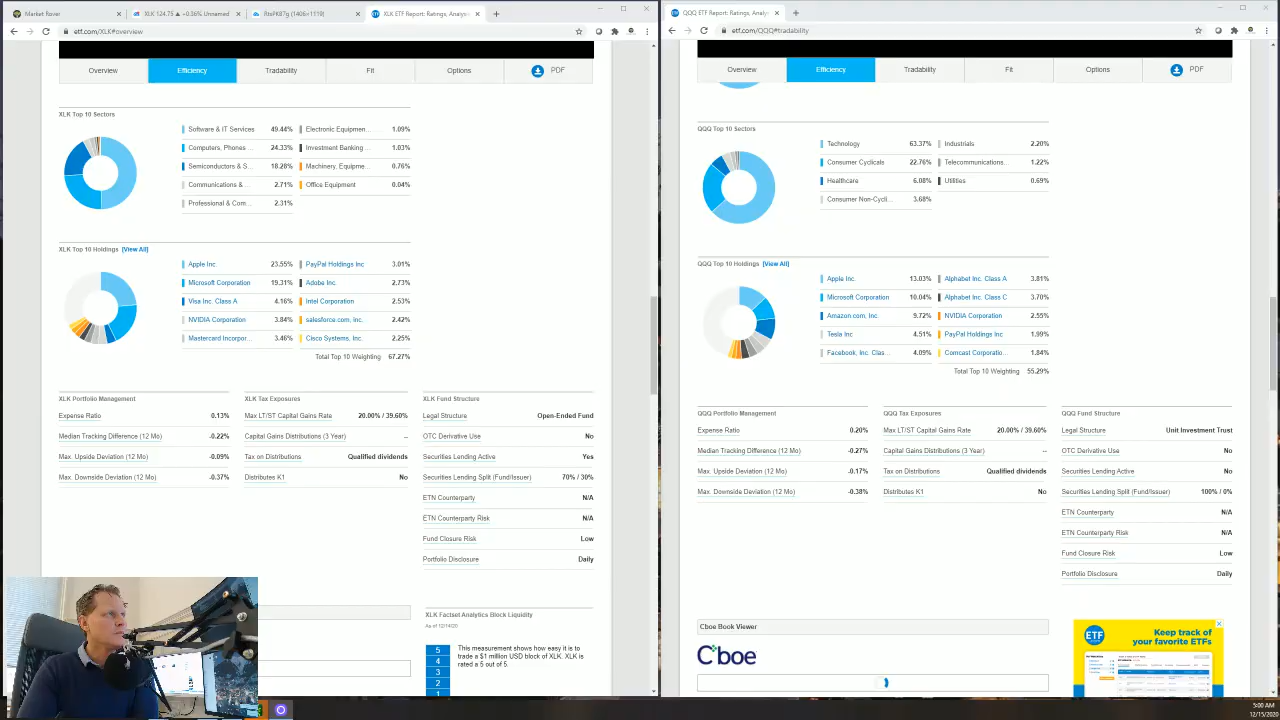 Market Rover
XLK 124.75 ▲ +0.36% Unnamed
XLK ETF Report: Ratings, Analys
etf.com/XLK#overview
Overview
Efficiency
Tradability
Fit
Options
PDF
XLK Top 10 Sectors
Software & IT Services 49.44% Electronic Equipmen... 1.09%
Computers, Phones ... 24.33% Investment Banking ... 1.03%
Semiconductors & S... 18.28% Machinery, Equipme... 0.76%
Communications & ... 2.71% Office Equipment 0.04%
Professional & Com... 2.31%
XLK Top 10 Holdings [View All]
Apple Inc. 23.55% PayPal Holdings Inc 3.01%
Microsoft Corporation 19.31% Adobe Inc. 2.73%
Visa Inc. Class A 4.16% Intel Corporation 2.53%
NVIDIA Corporation 3.84% salesforce.com, inc. 2.42%
Mastercard Incorpor... 3.46% Cisco Systems, Inc. 2.25%
Total Top 10 Weighting 67.27%
XLK Portfolio Management
Expense Ratio 0.13%
Median Tracking Difference (12 Mo) -0.22%
Max. Upside Deviation (12 Mo) -0.09%
Max. Downside Deviation (12 Mo) -0.37%
XLK Tax Exposures
Max LT/ST Capital Gains Rate 20.00% / 39.60%
Capital Gains Distributions (3 Year) --
Tax on Distributions Qualified dividends
Distributes K1 No
XLK Fund Structure
Legal Structure Open-Ended Fund
OTC Derivative Use No
Securities Lending Active Yes
Securities Lending Split (Fund/Issuer) 70% / 30%
ETN Counterparty N/A
ETN Counterparty Risk N/A
Fund Closure Risk Low
Portfolio Disclosure Daily
XLK Factset Analytics Block Liquidity
As of 12/14/20
5
4
3
2
1
This measurement shows how easy it is to
trade a $1 million USD block of XLK. XLK is
rated a 5 out of 5.
QQQ ETF Report: Ratings, Analys
etf.com/QQQ#tradability
Overview
Efficiency
Tradability
Fit
Options
PDF
QQQ Top 10 Sectors
Technology 63.37% Industrials 2.20%
Consumer Cyclicals 22.76% Telecommunications... 1.22%
Healthcare 6.08% Utilities 0.69%
Consumer Non-Cycli... 3.68%
QQQ Top 10 Holdings [View All]
Apple Inc. 13.03% Alphabet Inc. Class A 3.81%
Microsoft Corporation 10.04% Alphabet Inc. Class C 3.70%
Amazon.com, Inc. 9.72% NVIDIA Corporation 2.55%
Tesla Inc 4.51% PayPal Holdings Inc 1.99%
Facebook, Inc. Clas... 4.09% Comcast Corporatio... 1.84%
Total Top 10 Weighting 55.29%
QQQ Portfolio Management
Expense Ratio 0.20%
Median Tracking Difference (12 Mo) -0.27%
Max. Upside Deviation (12 Mo) -0.17%
Max. Downside Deviation (12 Mo) -0.38%
QQQ Tax Exposures
Max LT/ST Capital Gains Rate 20.00% / 39.60%
Capital Gains Distributions (3 Year) --
Tax on Distributions Qualified dividends
Distributes K1 No
QQQ Fund Structure
Legal Structure Unit Investment Trust
OTC Derivative Use No
Securities Lending Active No
Securities Lending Split (Fund/Issuer) 100% / 0%
ETN Counterparty N/A
ETN Counterparty Risk N/A
Fund Closure Risk Low
Portfolio Disclosure Daily
Cboe Book Viewer
Cboe
ETF
Keep track of
your favorite ETFs
5:00 AM
12/15/2020